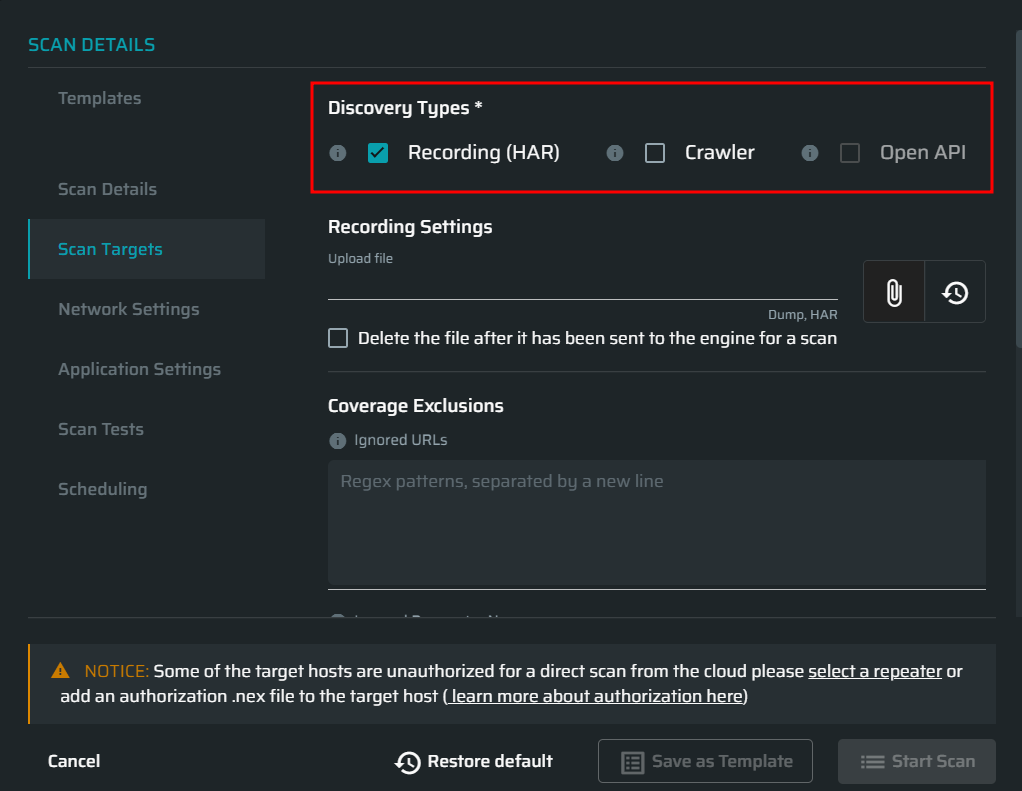 SCAN DETAILS
Templates
Scan Details
Scan Targets
Network Settings
Application Settings
Scan Tests
Scheduling
Discovery Types *
Recording (HAR)
Crawler
Open API
Recording Settings
Upload file
Dump, HAR
Delete the file after it has been sent to the engine for a scan
Coverage Exclusions
Ignored URLs
Regex patterns, separated by a new line
NOTICE: Some of the target hosts are unauthorized for a direct scan from the cloud please select a repeater or
add an authorization .nex file to the target host ( learn more about authorization here)
Cancel
Restore default
Save as Template
Start Scan